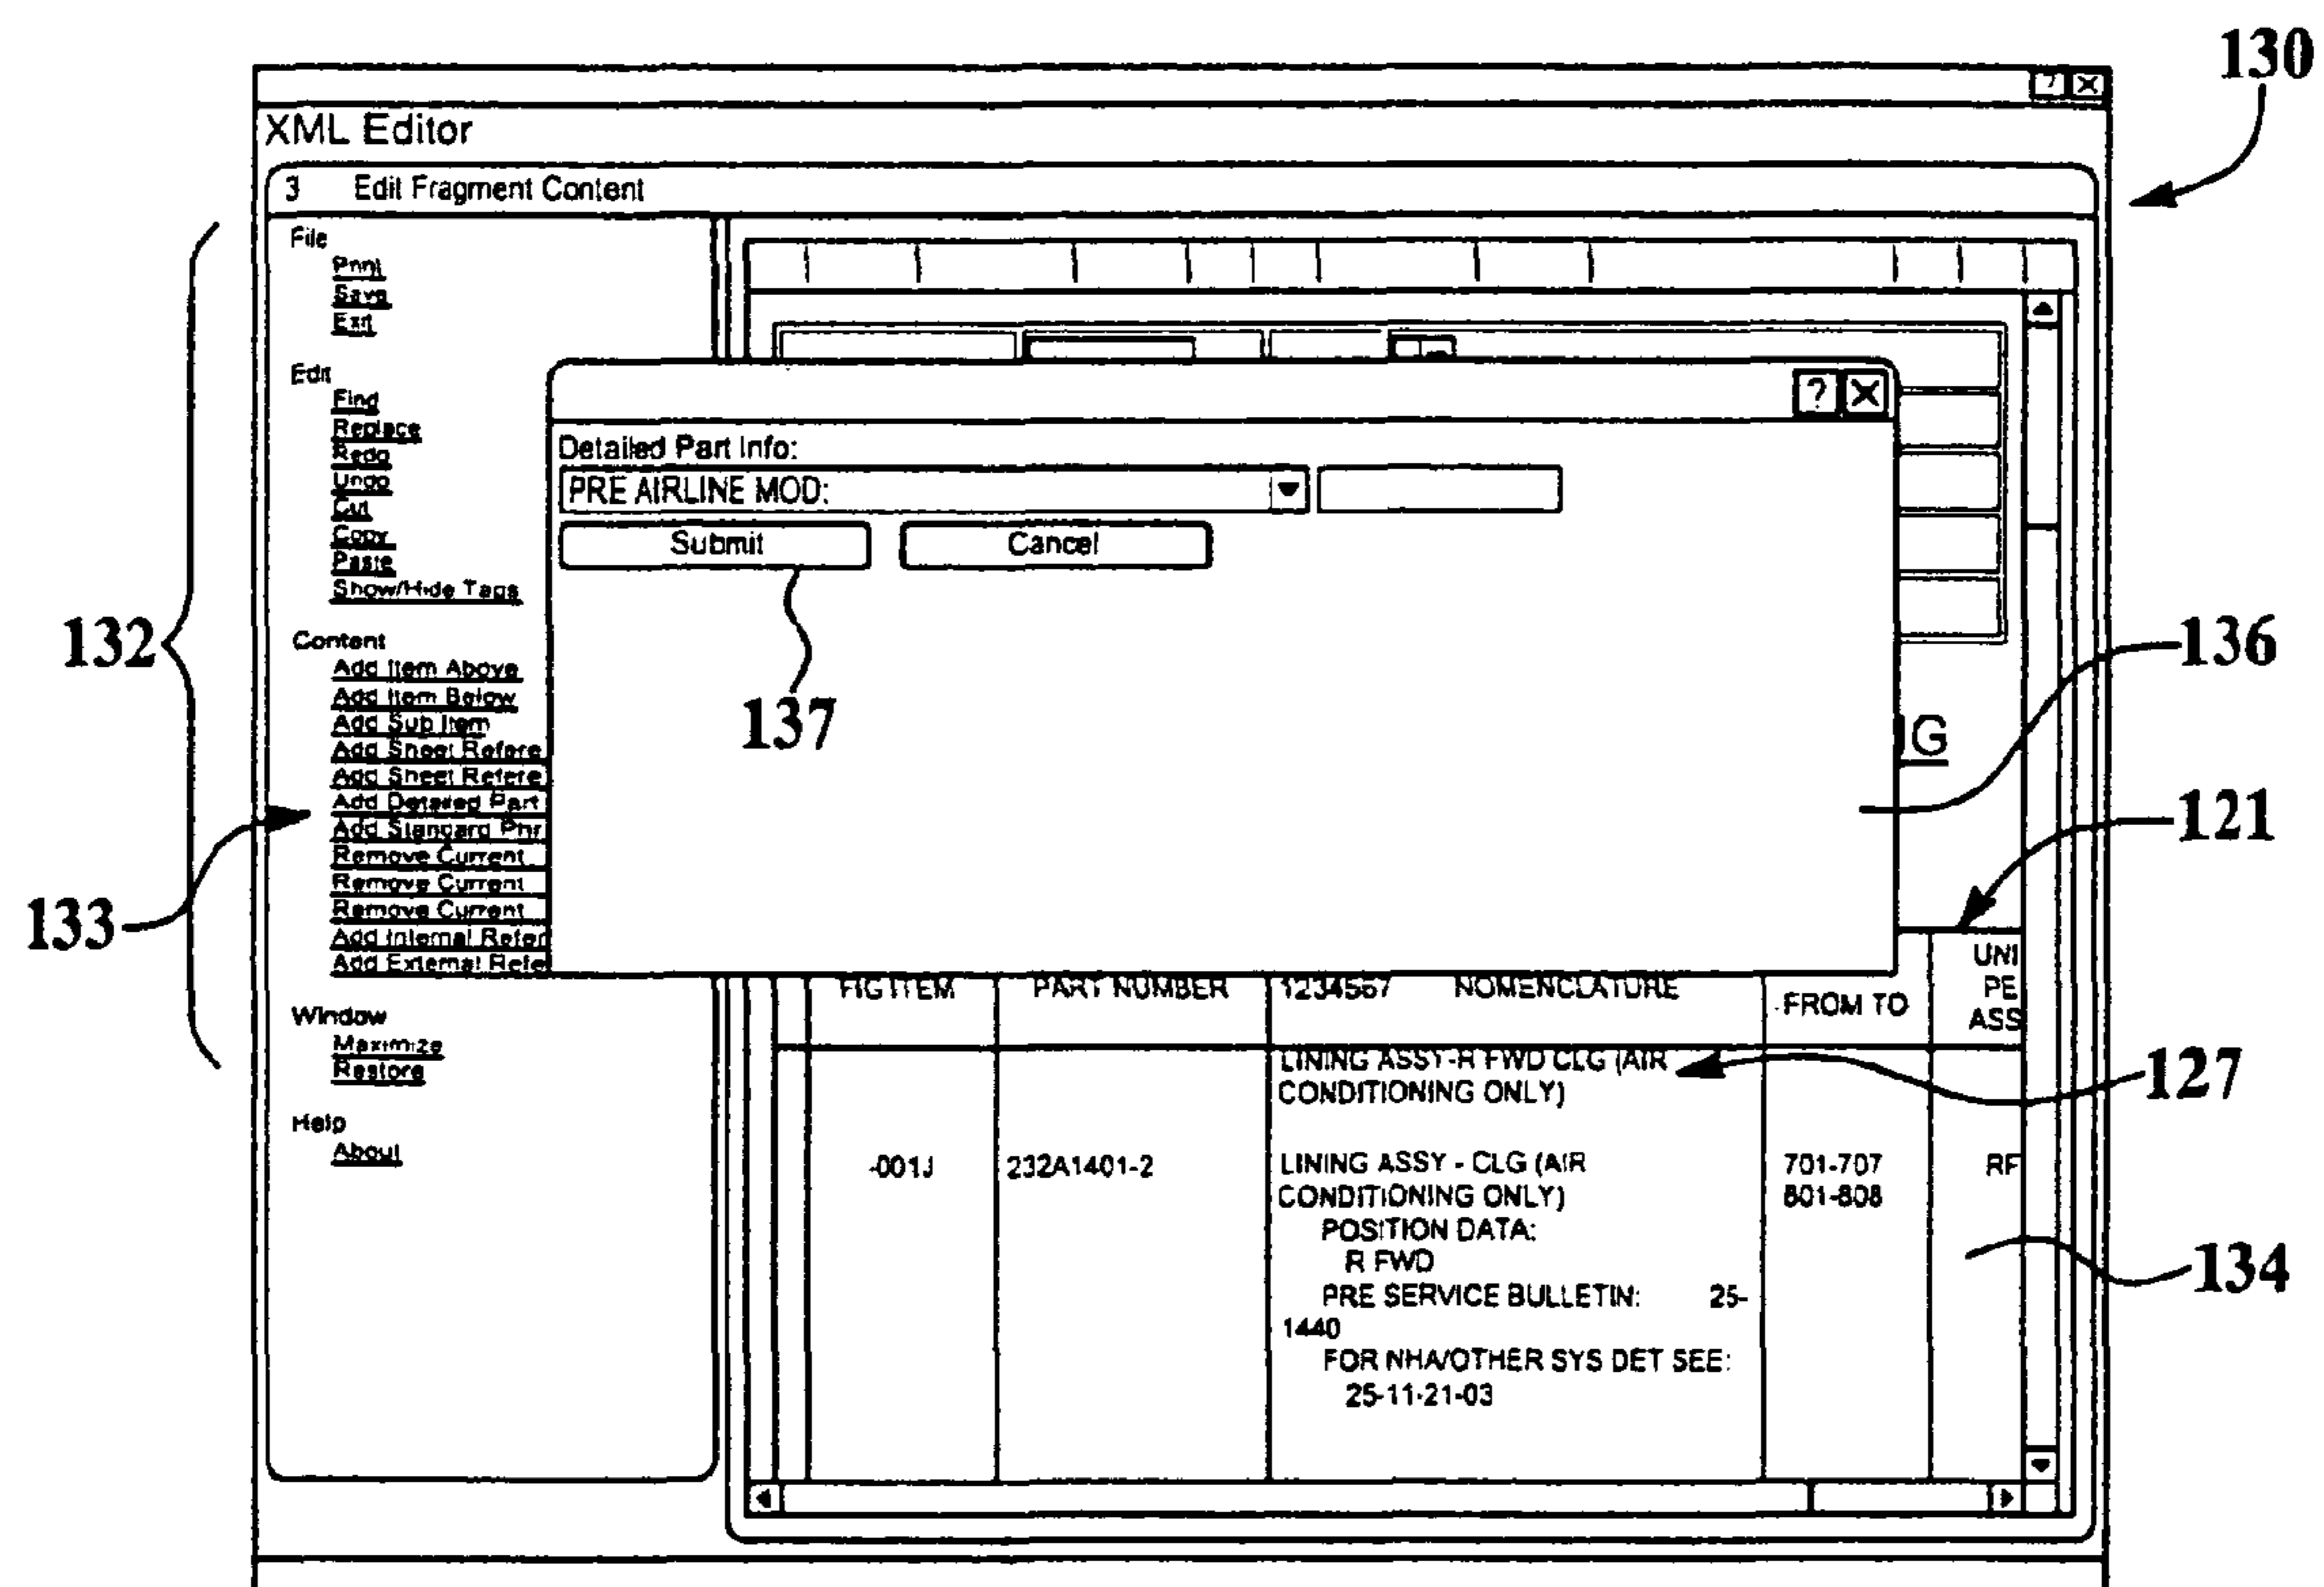 130
? X
XML Editor
3 Edit Fragment Content
File
Print
Save
Exit
Edit
Find
Replace
Redo
Undo
Cut
Copy
Paste
Show/Hide Tags
132
Content
Add Item Above
Add Item Below
Add Sub Item
Add Sheet Refere
Add Sheet Refere
Add Detailed Part
Add Standard Phr
Remove Current
Remove Current
Remove Current
Add Internal Refer
Add External Refe
133
Window
Maximize
Restore
Help
About
? X
Detailed Part Info:
PRE AIRLINE MOD:
Submit Cancel
137
136
IG
121
FIG ITEM PART NUMBER 1234567 NOMENCLATURE FROM TO UNI
PE
ASS
LINING ASSY-R FWD CLG (AIR
CONDITIONING ONLY)
127
-001J 232A1401-2 LINING ASSY - CLG (AIR 701-707 RF
CONDITIONING ONLY) 801-808
POSITION DATA:
R FWD
134
PRE SERVICE BULLETIN: 25-
1440
FOR NHA/OTHER SYS DET SEE:
25-11-21-03